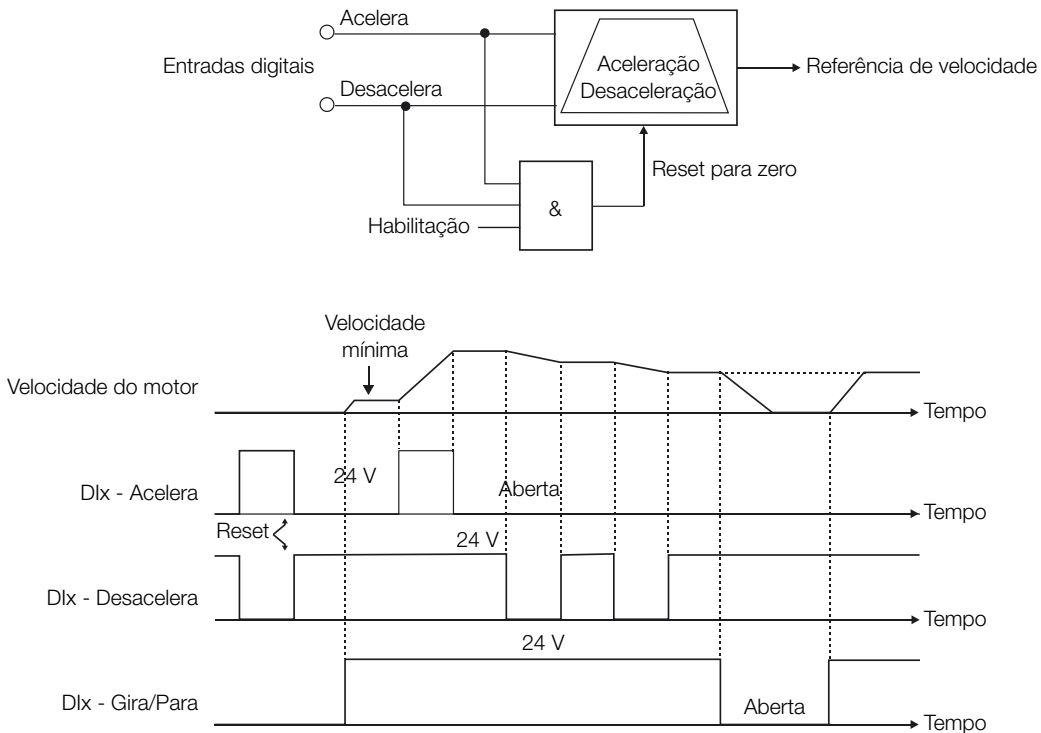 Acelera
Entradas digitais
Desacelera
Aceleração
Desaceleração
Referência de velocidade
Reset para zero
&
Habilitação
Velocidade
mínima
Velocidade do motor
Tempo
24 V
DIx - Acelera
Aberta
Tempo
Reset
24 V
DIx - Desacelera
Tempo
24 V
DIx - Gira/Para
Aberta
Tempo